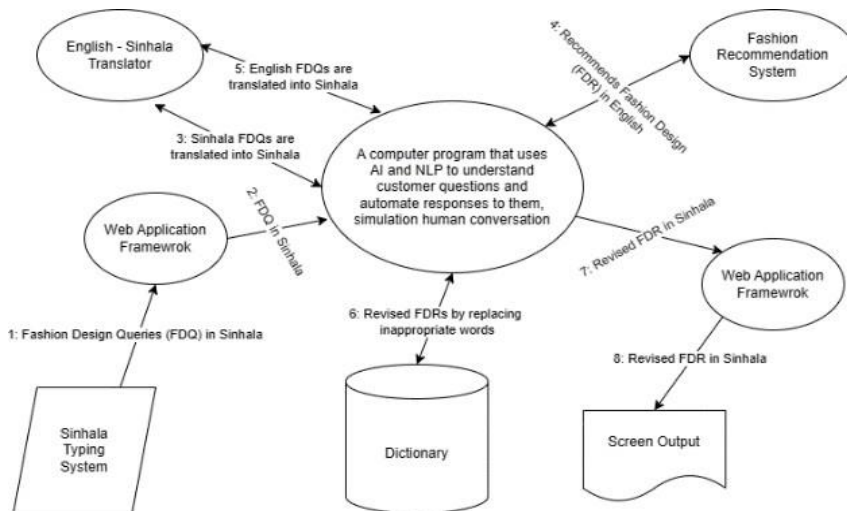 English - Sinhala
Translator
5: English FDQs are
translated into Sinhala
3: Sinhala FDQs are
translated into Sinhala
4: Recommends Fashion Design
(FDR) in English
Fashion
Recommendation
System
A computer program that uses
AI and NLP to understand
customer questions and
automate responses to them,
simulation human conversation
Web Application
Framewrok
2: FDQ in Sinhala
7: Revised FDR in Sinhala
Web Application
Framewrok
1: Fashion Design Queries (FDQ) in Sinhala
6: Revised FDRs by replacing
inappropriate words
8: Revised FDR in Sinhala
Sinhala
Typing
System
Dictionary
Screen Output